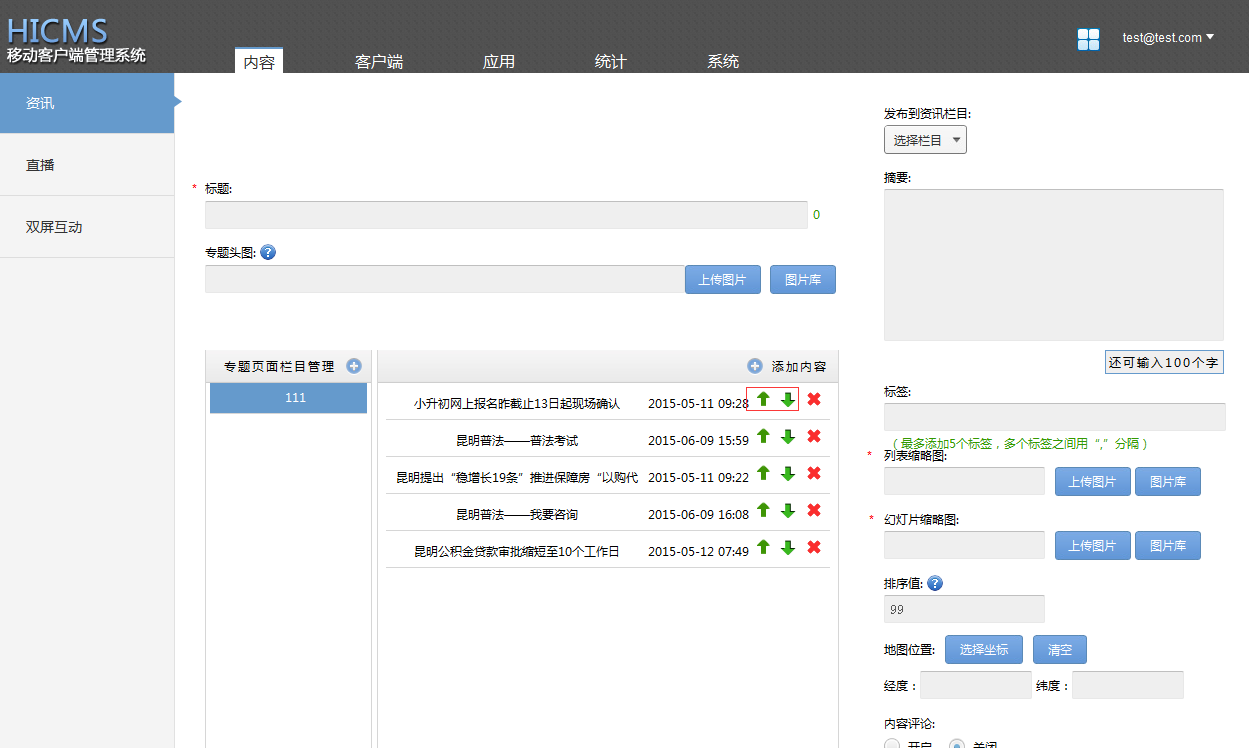 HICMS
移动客户端管理系统
内容
客户端
应用
统计
系统
test@test.com
资讯
直播
双屏互动
* 标题:
0
专题头图: ?
上传图片
图片库
专题页面栏目管理
添加内容
111
小升初网上报名昨截止13日起现场确认 2015-05-11 09:28
昆明普法——普法考试 2015-06-09 15:59
昆明提出“稳增长19条”推进保障房“以购代 2015-05-11 09:22
昆明普法——我要咨询 2015-06-09 16:08
昆明公积金贷款审批缩短至10个工作日 2015-05-12 07:49
发布到资讯栏目:
选择栏目
摘要:
还可输入100个字
标签:
（最多添加5个标签，多个标签之间用“,”分隔）
* 列表缩略图:
上传图片
图片库
* 幻灯片缩略图:
上传图片
图片库
排序值: ?
99
地图位置:
选择坐标
清空
经度：
纬度：
内容评论:
开启
关闭